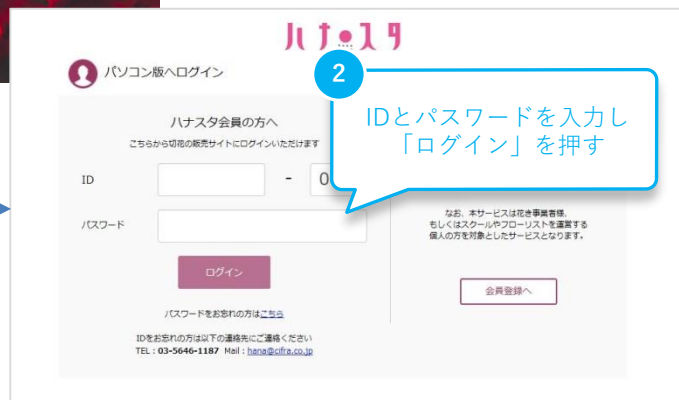 ハナスタ
パソコン版へログイン
2
IDとパスワードを入力し
「ログイン」を押す
ハナスタ会員の方へ
こちらから切花の販売サイトにログインいただけます
ID
-
0
パスワード
ログイン
パスワードをお忘れの方はこちら
IDをお忘れの方は以下の連絡先にご連絡ください
TEL：03-5646-1187 Mail：hana@cifra.co.jp
なお、本サービスは花き事業者様、
もしくはスクールやフローリストを運営する
個人の方を対象としたサービスとなります。
会員登録へ